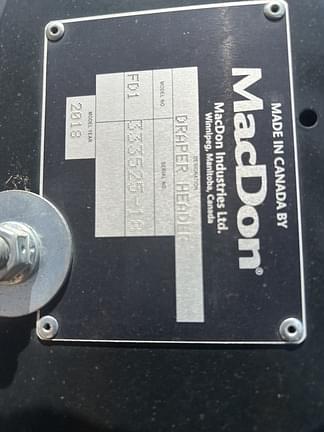 MADE IN CANADA BY
MacDon®
MacDon Industries Ltd.
Winnipeg, Manitoba, Canada
DESCRIPTION
DRAPER HEADER
MODEL NO. SERIAL NO.
FD1 333525-18
MODEL YEAR
2018